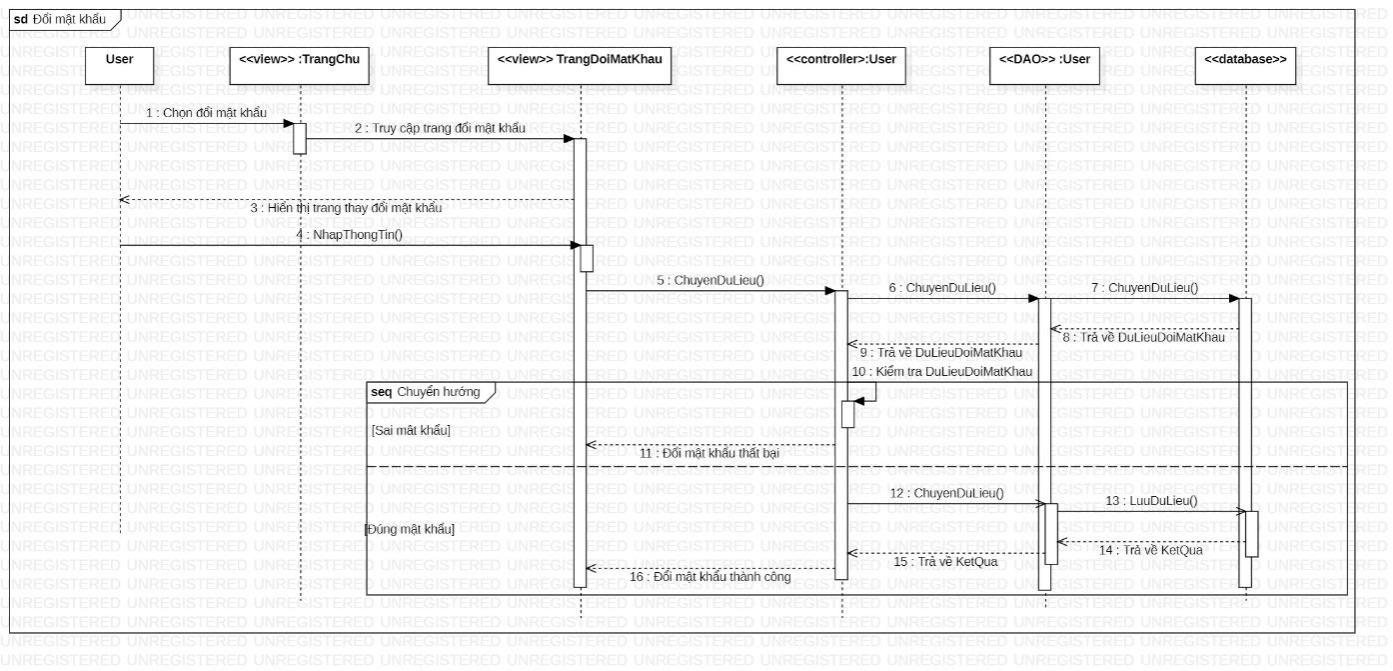 sd Đổi mật khẩu
User
<<view>> :TrangChu
<<view>> TrangDoiMatKhau
<<controller>:User
<<DAO>> :User
<<database>>
1 : Chọn đổi mật khẩu
2 : Truy cập trang đổi mật khẩu
3 : Hiển thị trang thay đổi mật khẩu
4 : NhapThongTin()
5 : ChuyenDuLieu()
6 : ChuyenDuLieu()
7 : ChuyenDuLieu()
8 : Trả về DuLieuDoiMatKhau
9 : Trả về DuLieuDoiMatKhau
10 : Kiểm tra DuLieuDoiMatKhau
seq Chuyển hướng
[Sai mât khẩu]
11 : Đổi mật khẩu thất bại
12 : ChuyenDuLieu()
13 : LuuDuLieu()
[Đúng mật khẩu]
14 : Trả về KetQua
15 : Trả về KetQua
16 : Đổi mật khẩu thành công
UNREGISTERED